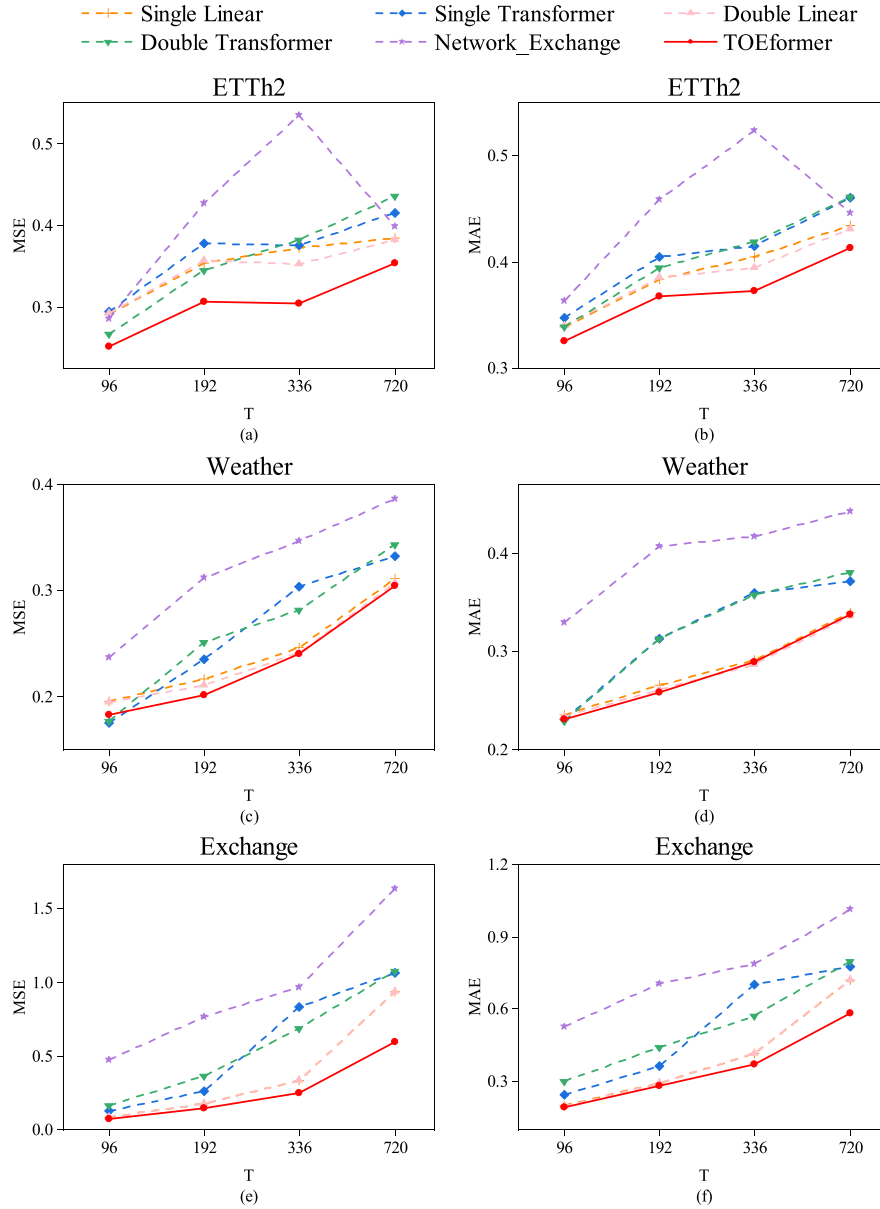 Single Linear Single Transformer Double Linear
Double Transformer Network_Exchange TOEformer
ETTh2 ETTh2
0.5 0.4 0.3
MSE
96 192 336 720
T
(a)
0.5 0.4 0.3
MAE
96 192 336 720
T
(b)
Weather Weather
0.4 0.3 0.2
MSE
96 192 336 720
T
(c)
0.4 0.3 0.2
MAE
96 192 336 720
T
(d)
Exchange Exchange
1.5 1.0 0.5 0.0
MSE
96 192 336 720
T
(e)
1.2 0.9 0.6 0.3
MAE
96 192 336 720
T
(f)